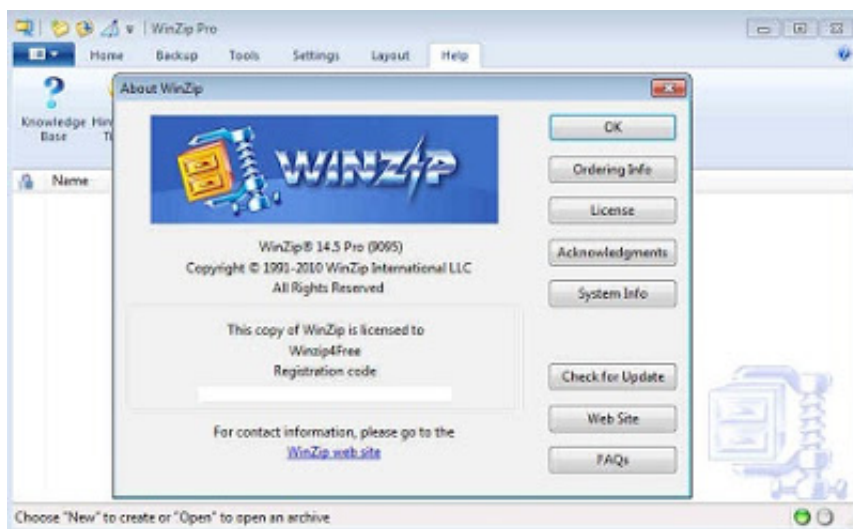 WinZip Pro
Home Backup Tools Settings Layout Help
Knowledge
Base
Name
About WinZip
WINZIP
WinZip® 14.5 Pro (9095)
Copyright © 1991-2010 WinZip International LLC
All Rights Reserved
This copy of WinZip is licensed to
Winzip4Free
Registration code
For contact information, please go to the
WinZip web site
OK
Ordering Info
License
Acknowledgments
System Info
Check for Update
Web Site
FAQs
Choose "New" to create or "Open" to open an archive